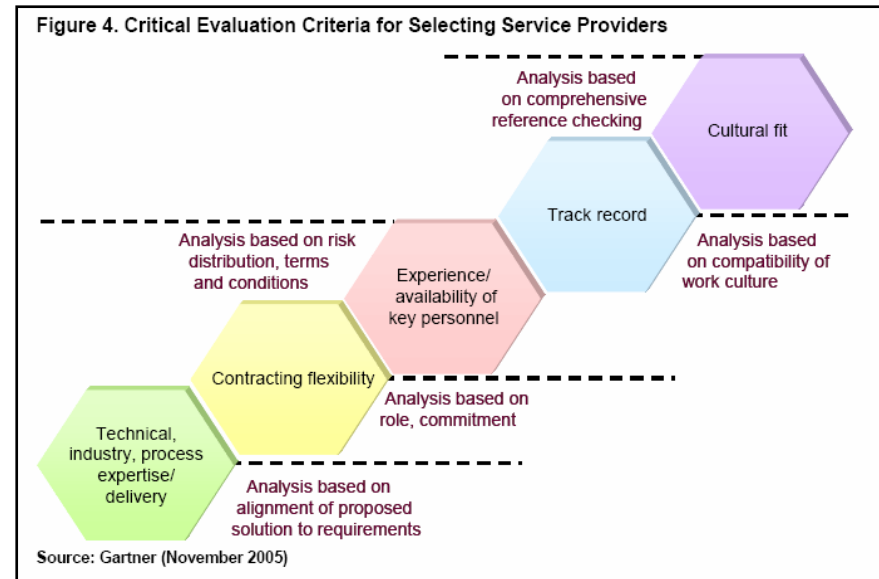 Figure 4. Critical Evaluation Criteria for Selecting Service Providers
Analysis based
on comprehensive
reference checking
Cultural fit
Track record
Analysis based on risk
distribution, terms
and conditions
Analysis based
on compatibility of
work culture
Experience/
availability of
key personnel
Contracting flexibility
Analysis based on
role, commitment
Technical,
industry, process
expertise/
delivery
Analysis based on
alignment of proposed
solution to requirements
Source: Gartner (November 2005)